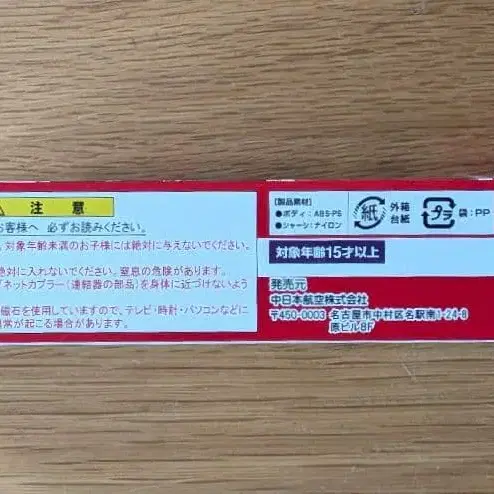 注意
お客様へ 必ずお読みください。
対象年齢未満のお子様には絶対に与えないでください。
絶対に入れないでください。窒息の危険があります。
ネットカプラー(連結器の部品)を身体に近づけないよう
磁石を使用していますので、テレビ・時計・パソコンなどに
異常が起こる場合があります。
【製品素材】
●ボディ:ABS・PS
●シャーシ:ナイロン
紙
外箱
台紙
プラ
袋:PP
対象年齢15才以上
発売元
中日本航空株式会社
〒450-0003 名古屋市中村区名駅南1-24-8
原ビル8F